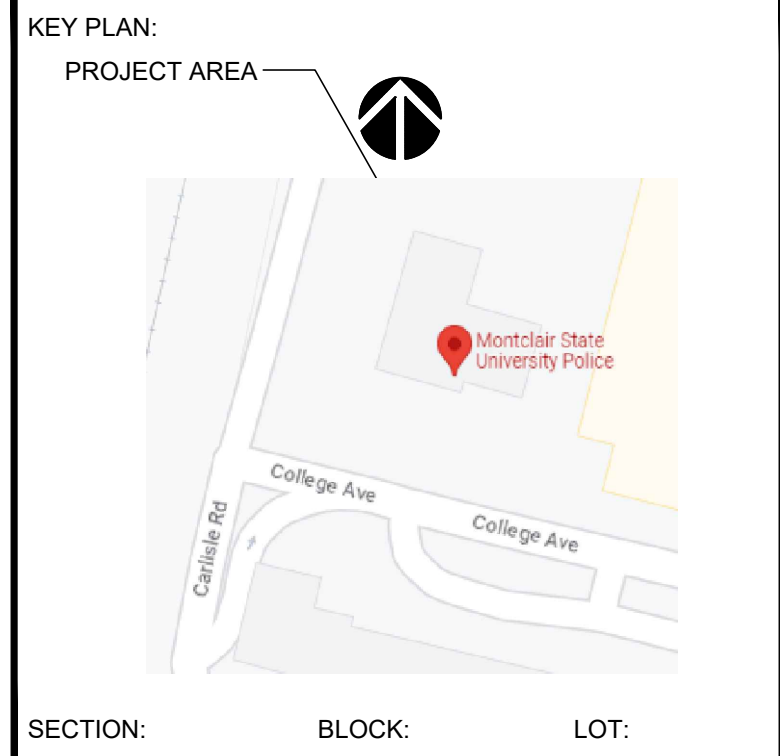 KEY PLAN:
PROJECT AREA
Montclair State
University Police
College Ave
College Ave
Carlisle Rd
SECTION: BLOCK: LOT: